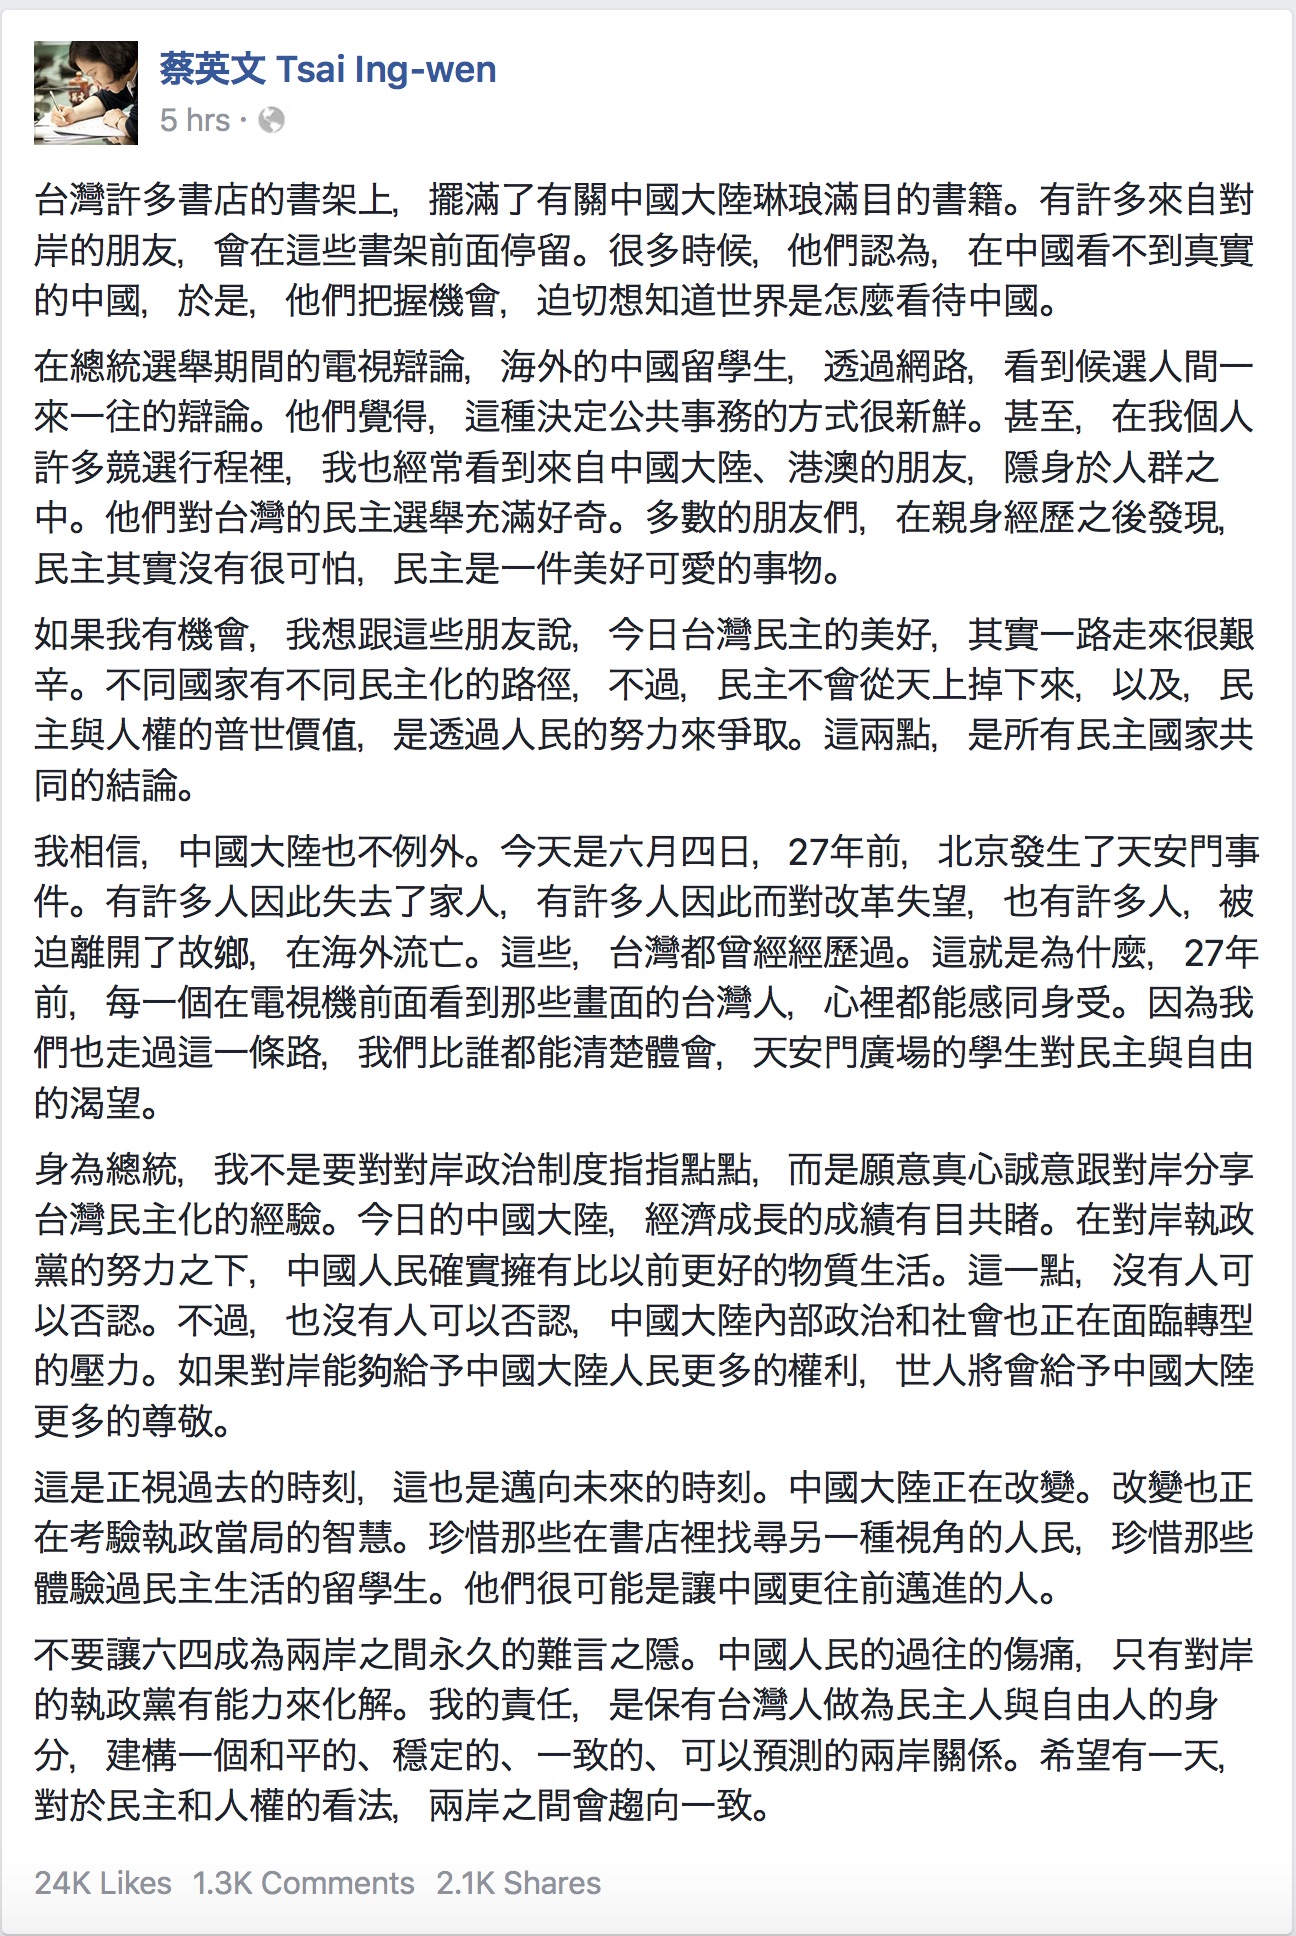 蔡英文 Tsai Ing-wen
5 hrs ·
台灣許多書店的書架上，擺滿了有關中國大陸琳琅滿目的書籍。有許多來自對
岸的朋友，會在這些書架前面停留。很多時候，他們認為，在中國看不到真實
的中國，於是，他們把握機會，迫切想知道世界是怎麼看待中國。
在總統選舉期間的電視辯論，海外的中國留學生，透過網路，看到候選人間一
來一往的辯論。他們覺得，這種決定公共事務的方式很新鮮。甚至，在我個人
許多競選行程裡，我也經常看到來自中國大陸、港澳的朋友，隱身於人群之
中。他們對台灣的民主選舉充滿好奇。多數的朋友們，在親身經歷之後發現，
民主其實沒有很可怕，民主是一件美好可愛的事物。
如果我有機會，我想跟這些朋友說，今日台灣民主的美好，其實一路走來很艱
辛。不同國家有不同民主化的路徑，不過，民主不會從天上掉下來，以及，民
主與人權的普世價值，是透過人民的努力來爭取。這兩點，是所有民主國家共
同的結論。
我相信，中國大陸也不例外。今天是六月四日，27年前，北京發生了天安門事
件。有許多人因此失去了家人，有許多人因此而對改革失望，也有許多人，被
迫離開了故鄉，在海外流亡。這些，台灣都曾經經歷過。這就是為什麼，27年
前，每一個在電視機前面看到那些畫面的台灣人，心裡都能感同身受。因為我
們也走過這一條路，我們比誰都能清楚體會，天安門廣場的學生對民主與自由
的渴望。
身為總統，我不是要對對岸政治制度指指點點，而是願意真心誠意跟對岸分享
台灣民主化的經驗。今日的中國大陸，經濟成長的成績有目共睹。在對岸執政
黨的努力之下，中國人民確實擁有比以前更好的物質生活。這一點，沒有人可
以否認。不過，也沒有人可以否認，中國大陸內部政治和社會也正在面臨轉型
的壓力。如果對岸能夠給予中國大陸人民更多的權利，世人將會給予中國大陸
更多的尊敬。
這是正視過去的時刻，這也是邁向未來的時刻。中國大陸正在改變。改變也正
在考驗執政當局的智慧。珍惜那些在書店裡找尋另一種視角的人民，珍惜那些
體驗過民主生活的留學生。他們很可能是讓中國更往前邁進的人。
不要讓六四成為兩岸之間永久的難言之隱。中國人民的過往的傷痛，只有對岸
的執政黨有能力來化解。我的責任，是保有台灣人做為民主人與自由人的身
分，建構一個和平的、穩定的、一致的、可以預測的兩岸關係。希望有一天，
對於民主和人權的看法，兩岸之間會趨向一致。
24K Likes 1.3K Comments 2.1K Shares